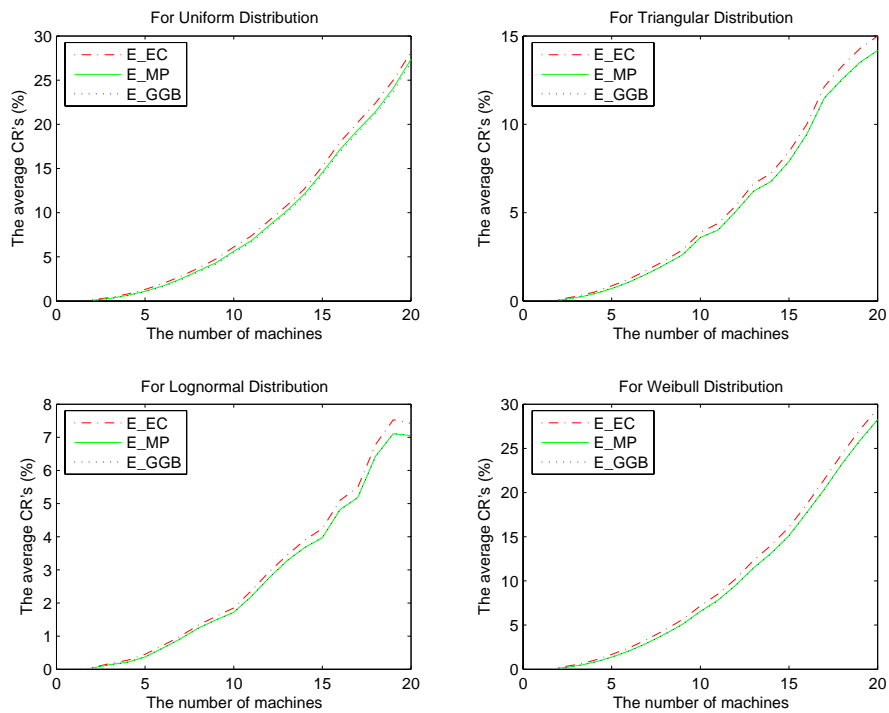 For Uniform Distribution
The average CR's (%)
30
25
20
15
10
5
0
E_EC
E_MP
E_GGB
0 5 10 15 20
The number of machines
For Triangular Distribution
The average CR's (%)
15
10
5
0
E_EC
E_MP
E_GGB
0 5 10 15 20
The number of machines
For Lognormal Distribution
The average CR's (%)
8
7
6
5
4
3
2
1
0
E_EC
E_MP
E_GGB
0 5 10 15 20
The number of machines
For Weibull Distribution
The average CR's (%)
30
25
20
15
10
5
0
E_EC
E_MP
E_GGB
0 5 10 15 20
The number of machines